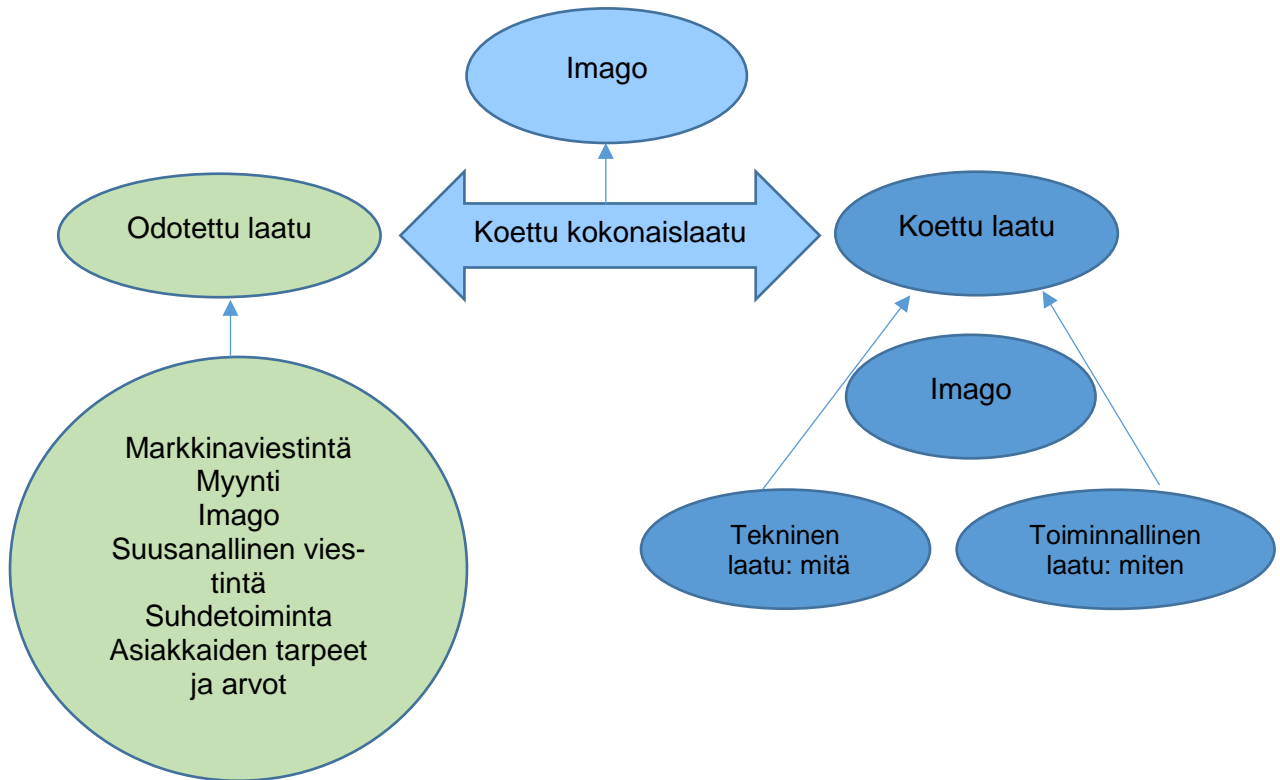 Imago
Odotettu laatu
Koettu kokonaislaatu
Koettu laatu
Imago
Markkinaviestintä
Myynti
Imago
Suusanallinen vies-
tintä
Suhdetoiminta
Asiakkaiden tarpeet
ja arvot
Tekninen
laatu: mitä
Toiminnallinen
laatu: miten